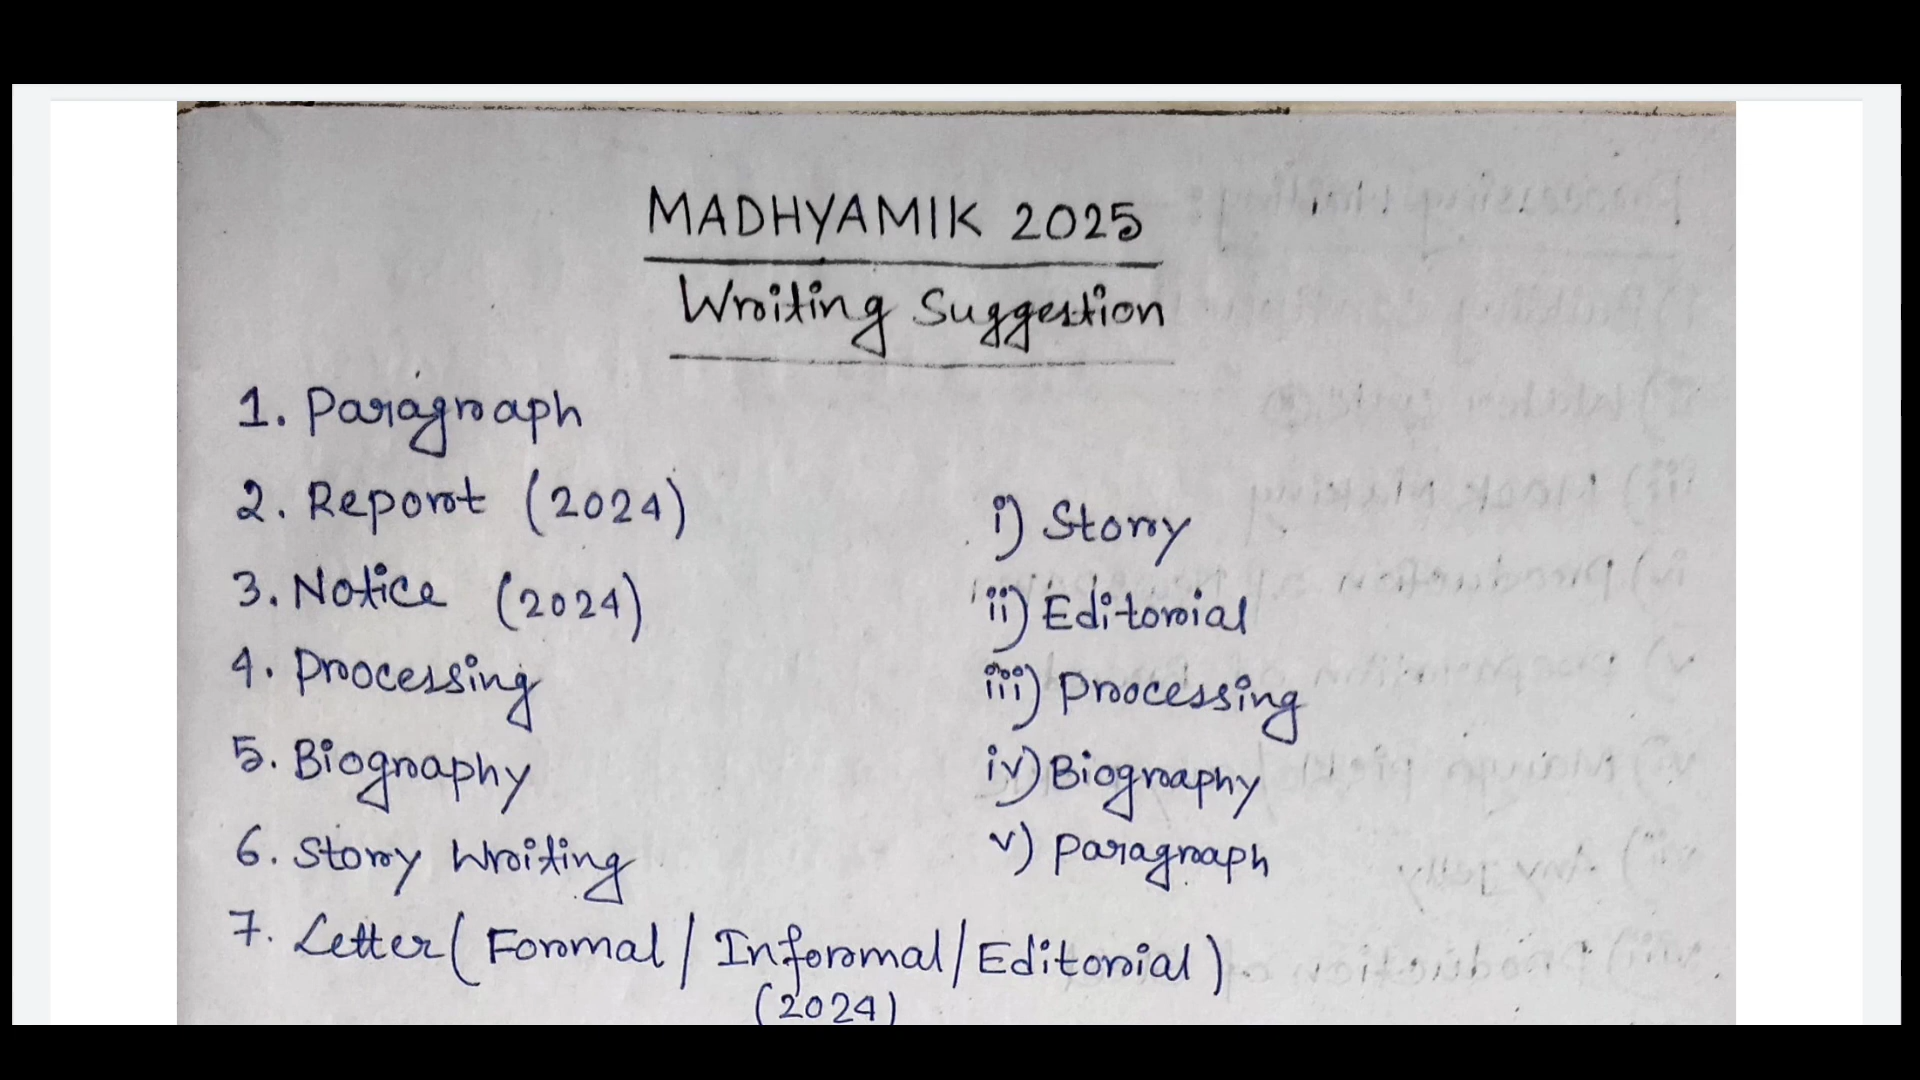 MADHYAMIK 2025
Writing Suggestion
1. Paragraph
2. Report (2024)
3. Notice (2024)
4. Processing
5. Biography
6. Story Writing
7. Letter (Formal / Informal / Editorial)
(2024)
i) Story
ii) Editorial
iii) Processing
iv) Biography
v) Paragraph